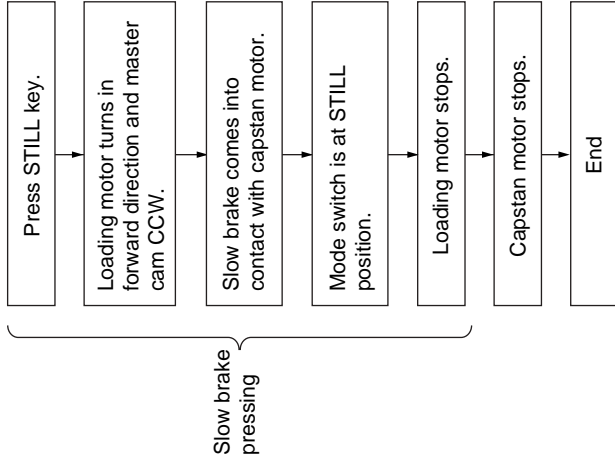 Press STILL key.
Loading motor turns in
forward direction and master
cam CCW.
Slow brake comes into
contact with capstan motor.
Mode switch is at STILL
position.
Loading motor stops.
Capstan motor stops.
End
Slow brake
pressing